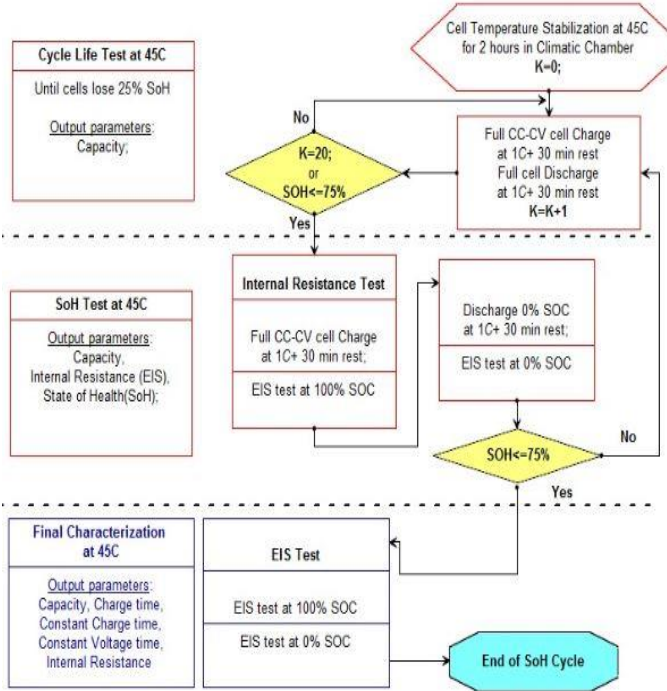 Cell Temperature Stabilization at 45C
for 2 hours in Climatic Chamber
K=0;
Cycle Life Test at 45C
Until cells lose 25% SoH
Output parameters:
Capacity;
No
K=20;
or
SOH<=75%
Yes
Full CC-CV cell Charge
at 1C+ 30 min rest
Full cell Discharge
at 1C+ 30 min rest
K=K+1
SoH Test at 45C
Output parameters:
Capacity,
Internal Resistance (EIS),
State of Health(SoH);
Internal Resistance Test
Full CC-CV cell Charge
at 1C+ 30 min rest;
EIS test at 100% SOC
Discharge 0% SOC
at 1C+ 30 min rest;
EIS test at 0% SOC
SOH<=75%
No
Yes
Final Characterization
at 45C
Output parameters:
Capacity, Charge time,
Constant Charge time,
Constant Voltage time,
Internal Resistance
EIS Test
EIS test at 100% SOC
EIS test at 0% SOC
End of SoH Cycle